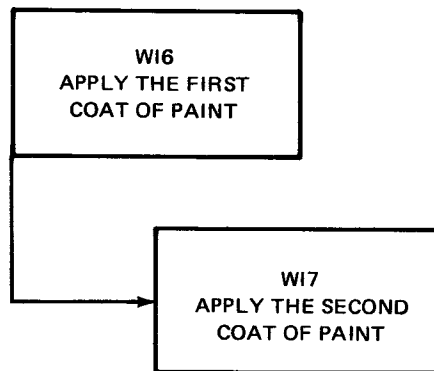 WI6
APPLY THE FIRST
COAT OF PAINT
WI7
APPLY THE SECOND
COAT OF PAINT